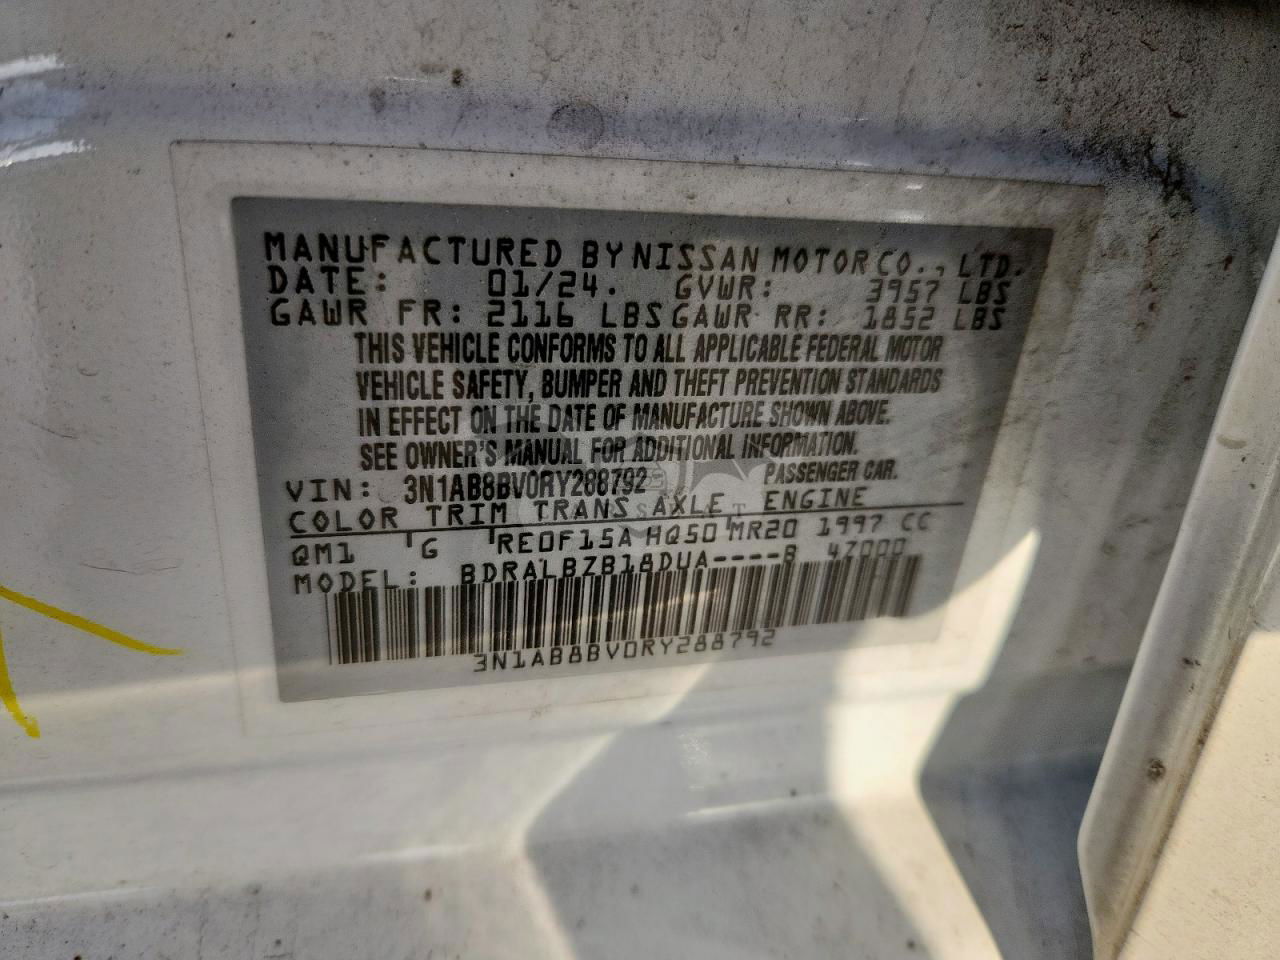 MANUFACTURED BY NISSAN MOTOR CO., LTD.
DATE: 01/24. GVWR: 3957 LBS
GAWR FR: 2116 LBS GAWR RR: 1852 LBS
THIS VEHICLE CONFORMS TO ALL APPLICABLE FEDERAL MOTOR
VEHICLE SAFETY, BUMPER AND THEFT PREVENTION STANDARDS
IN EFFECT ON THE DATE OF MANUFACTURE SHOWN ABOVE.
SEE OWNER'S MANUAL FOR ADDITIONAL INFORMATION.
VIN: 3N1AB8BV0RY288792 PASSENGER CAR.
COLOR TRIM TRANS AXLE ENGINE
QM1 G RE0F15A HQ50 MR20 1997 CC
MODEL: BDRALBZB18DUA----B 47000
3N1AB8BV0RY288792